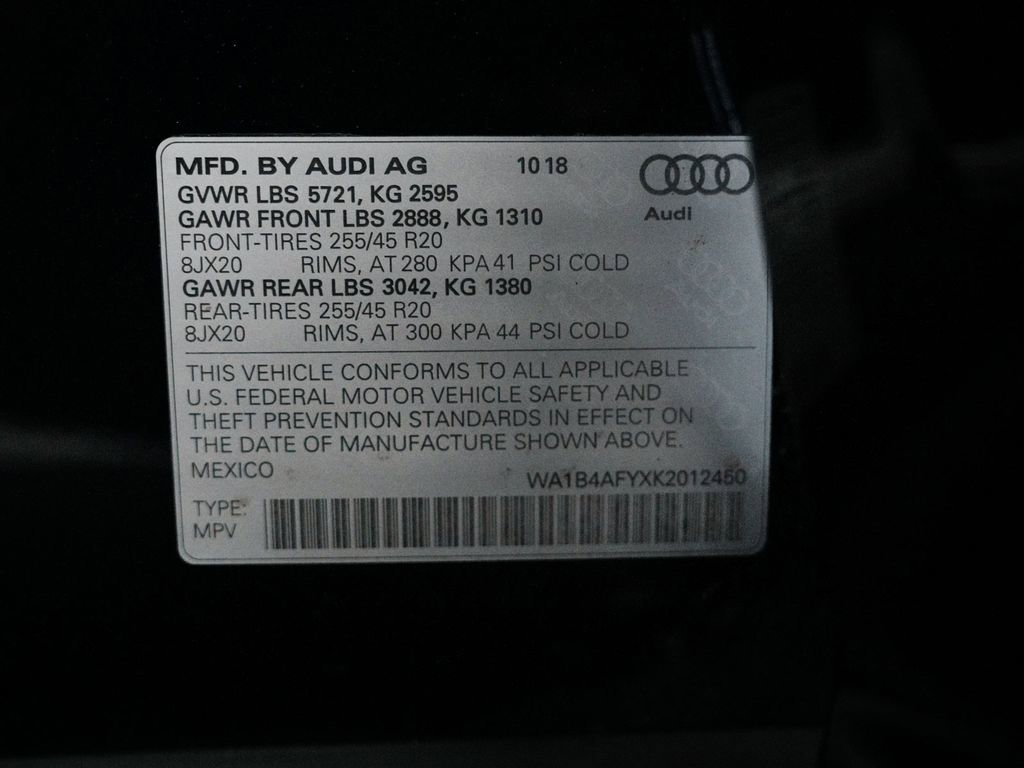 MFD. BY AUDI AG 10 18
GVWR LBS 5721, KG 2595
GAWR FRONT LBS 2888, KG 1310
Audi
FRONT-TIRES 255/45 R20
8JX20 RIMS, AT 280 KPA 41 PSI COLD
GAWR REAR LBS 3042, KG 1380
REAR-TIRES 255/45 R20
8JX20 RIMS, AT 300 KPA 44 PSI COLD
THIS VEHICLE CONFORMS TO ALL APPLICABLE
U.S. FEDERAL MOTOR VEHICLE SAFETY AND
THEFT PREVENTION STANDARDS IN EFFECT ON
THE DATE OF MANUFACTURE SHOWN ABOVE.
MEXICO
WA1B4AFYXK2012450
TYPE:
MPV